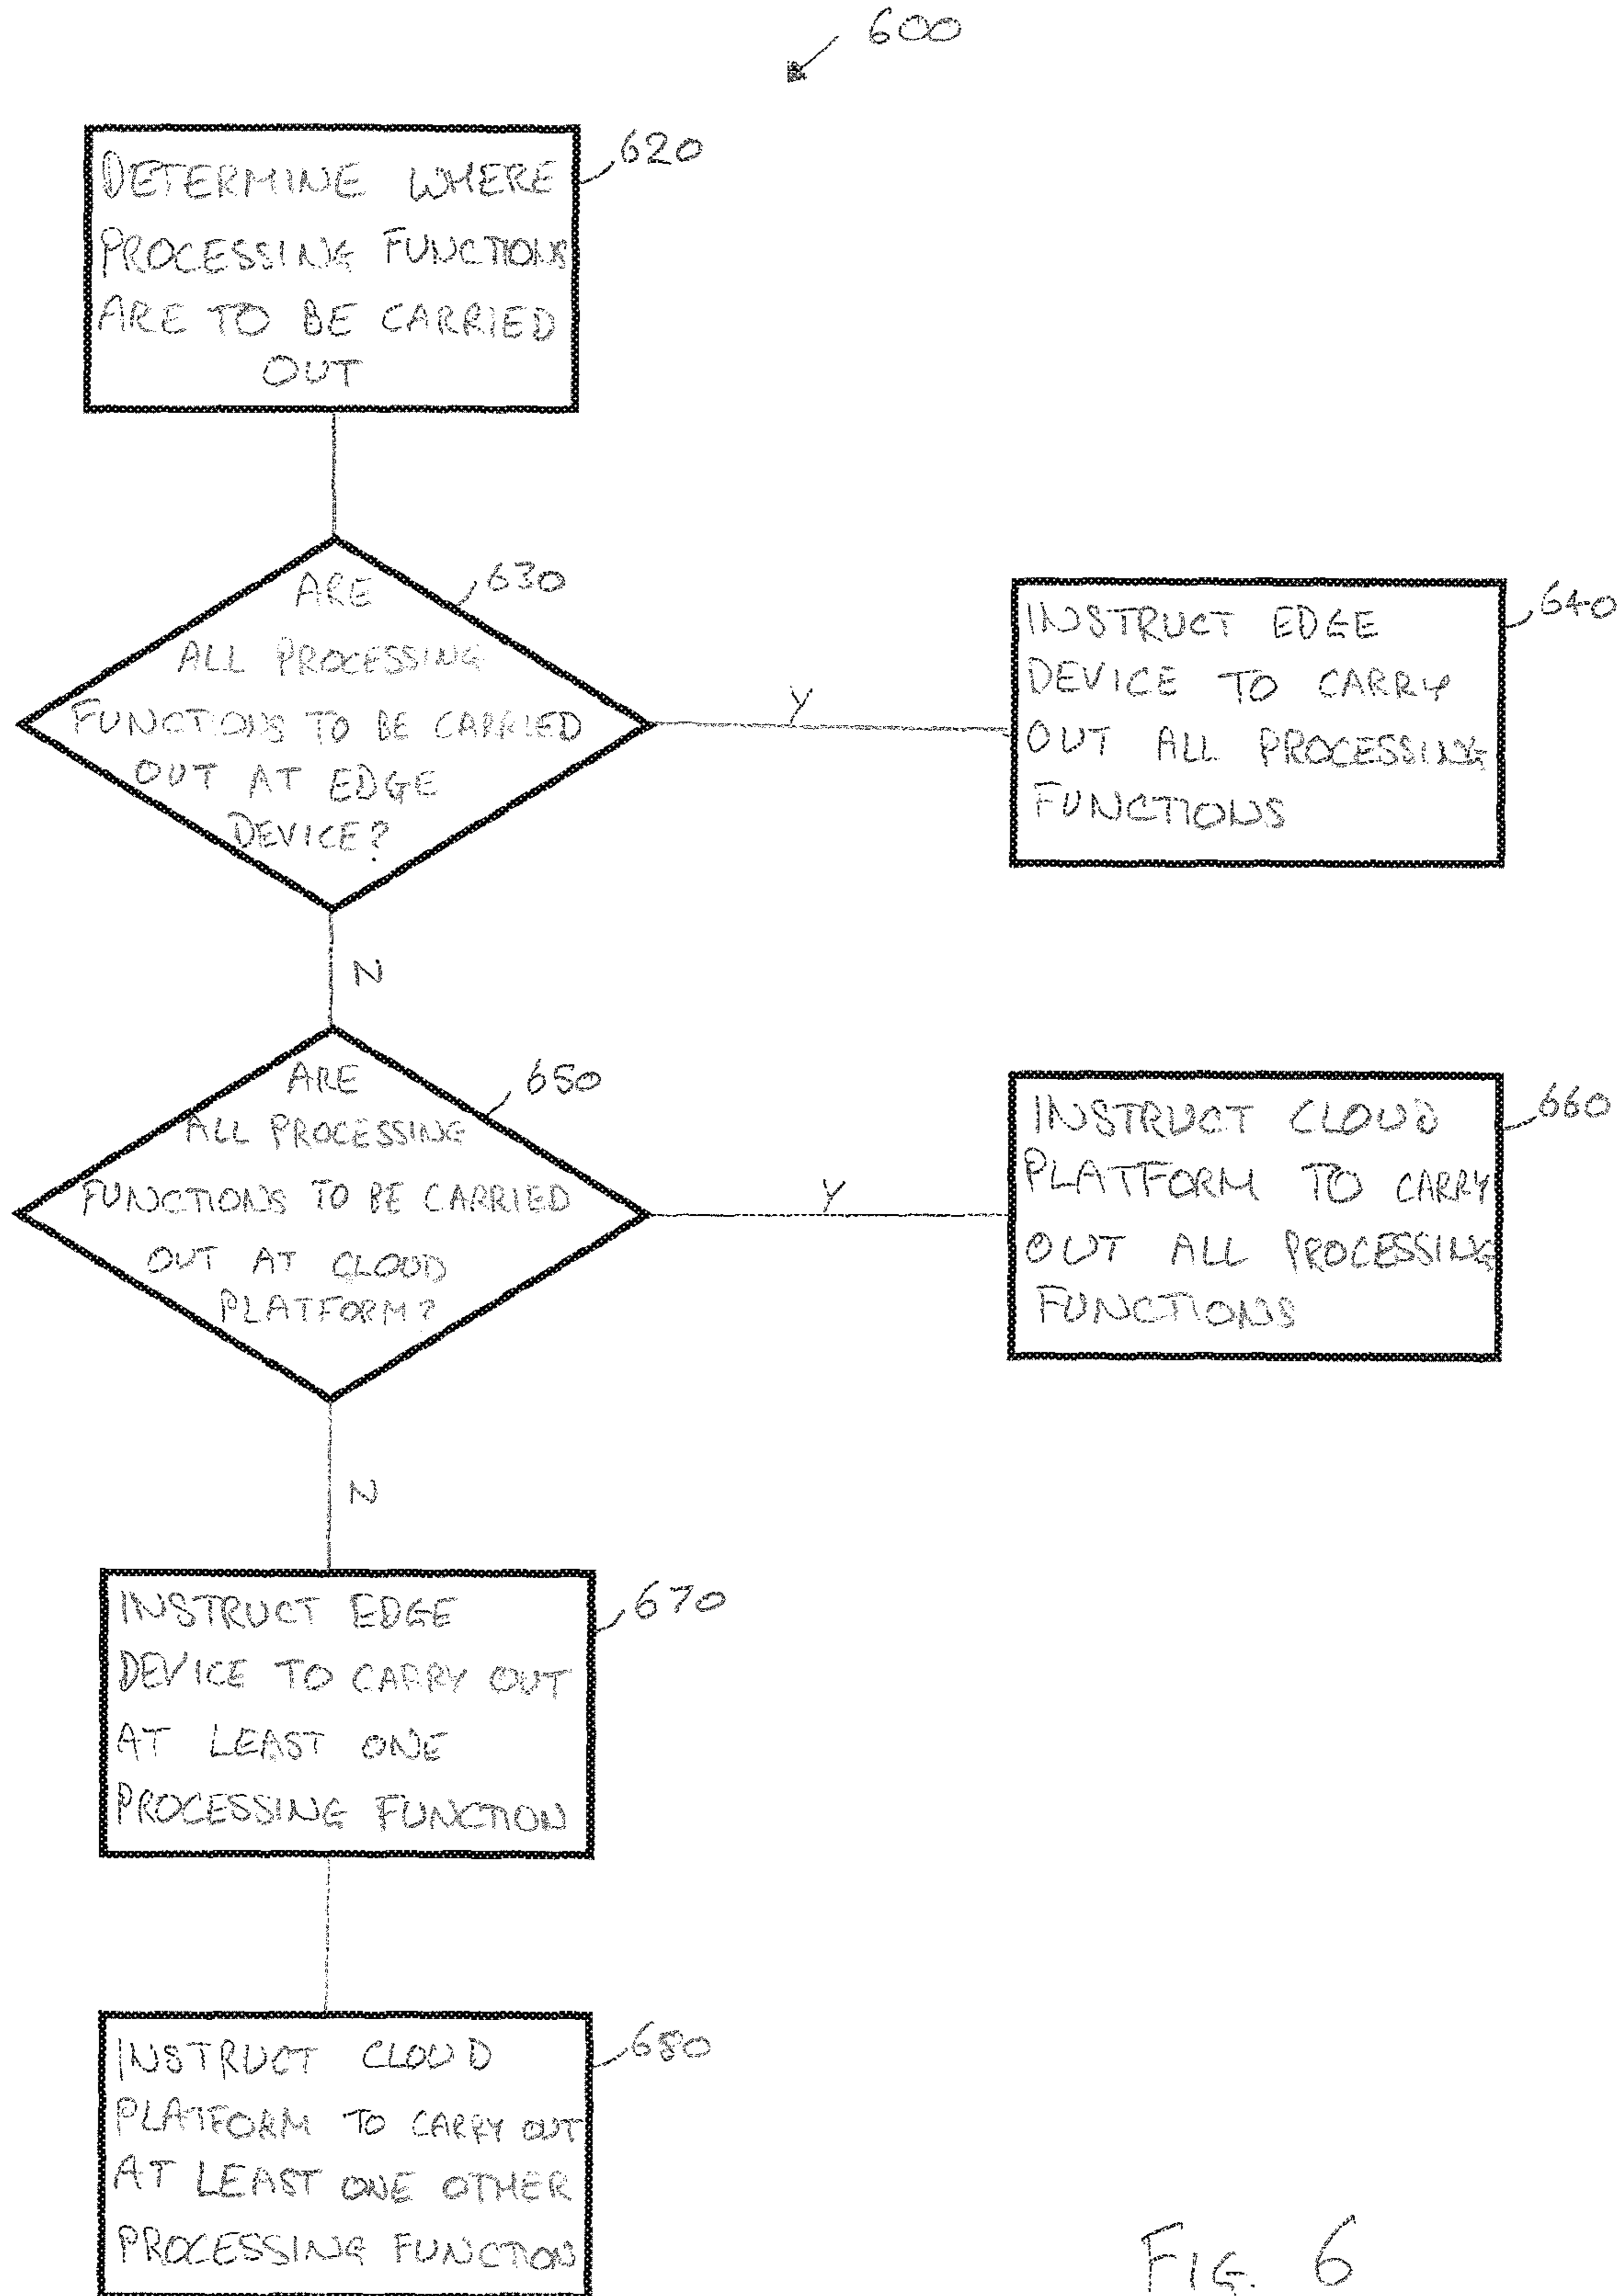 600
620
DETERMINE WHERE
PROCESSING FUNCTIONS
ARE TO BE CARRIED
OUT
630
ARE
ALL PROCESSING
FUNCTIONS TO BE CARRIED
OUT AT EDGE
DEVICE?
Y
640
INSTRUCT EDGE
DEVICE TO CARRY
OUT ALL PROCESSING
FUNCTIONS
N
650
ARE
ALL PROCESSING
FUNCTIONS TO BE CARRIED
OUT AT CLOUD
PLATFORM?
Y
660
INSTRUCT CLOUD
PLATFORM TO CARRY
OUT ALL PROCESSING
FUNCTIONS
N
670
INSTRUCT EDGE
DEVICE TO CARRY OUT
AT LEAST ONE
PROCESSING FUNCTION
680
INSTRUCT CLOUD
PLATFORM TO CARRY OUT
AT LEAST ONE OTHER
PROCESSING FUNCTION
FIG. 6